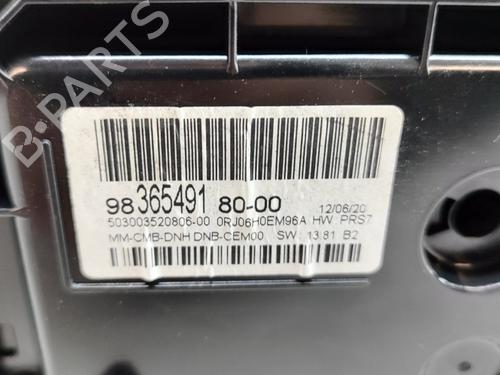 B-PARTS
98 365491 80-00 12/06/20
503003520806-00 0RJ06H0EM96A HW PRS7
MM-CMB-DNH DNB-CEM00 SW: 13.81 B2